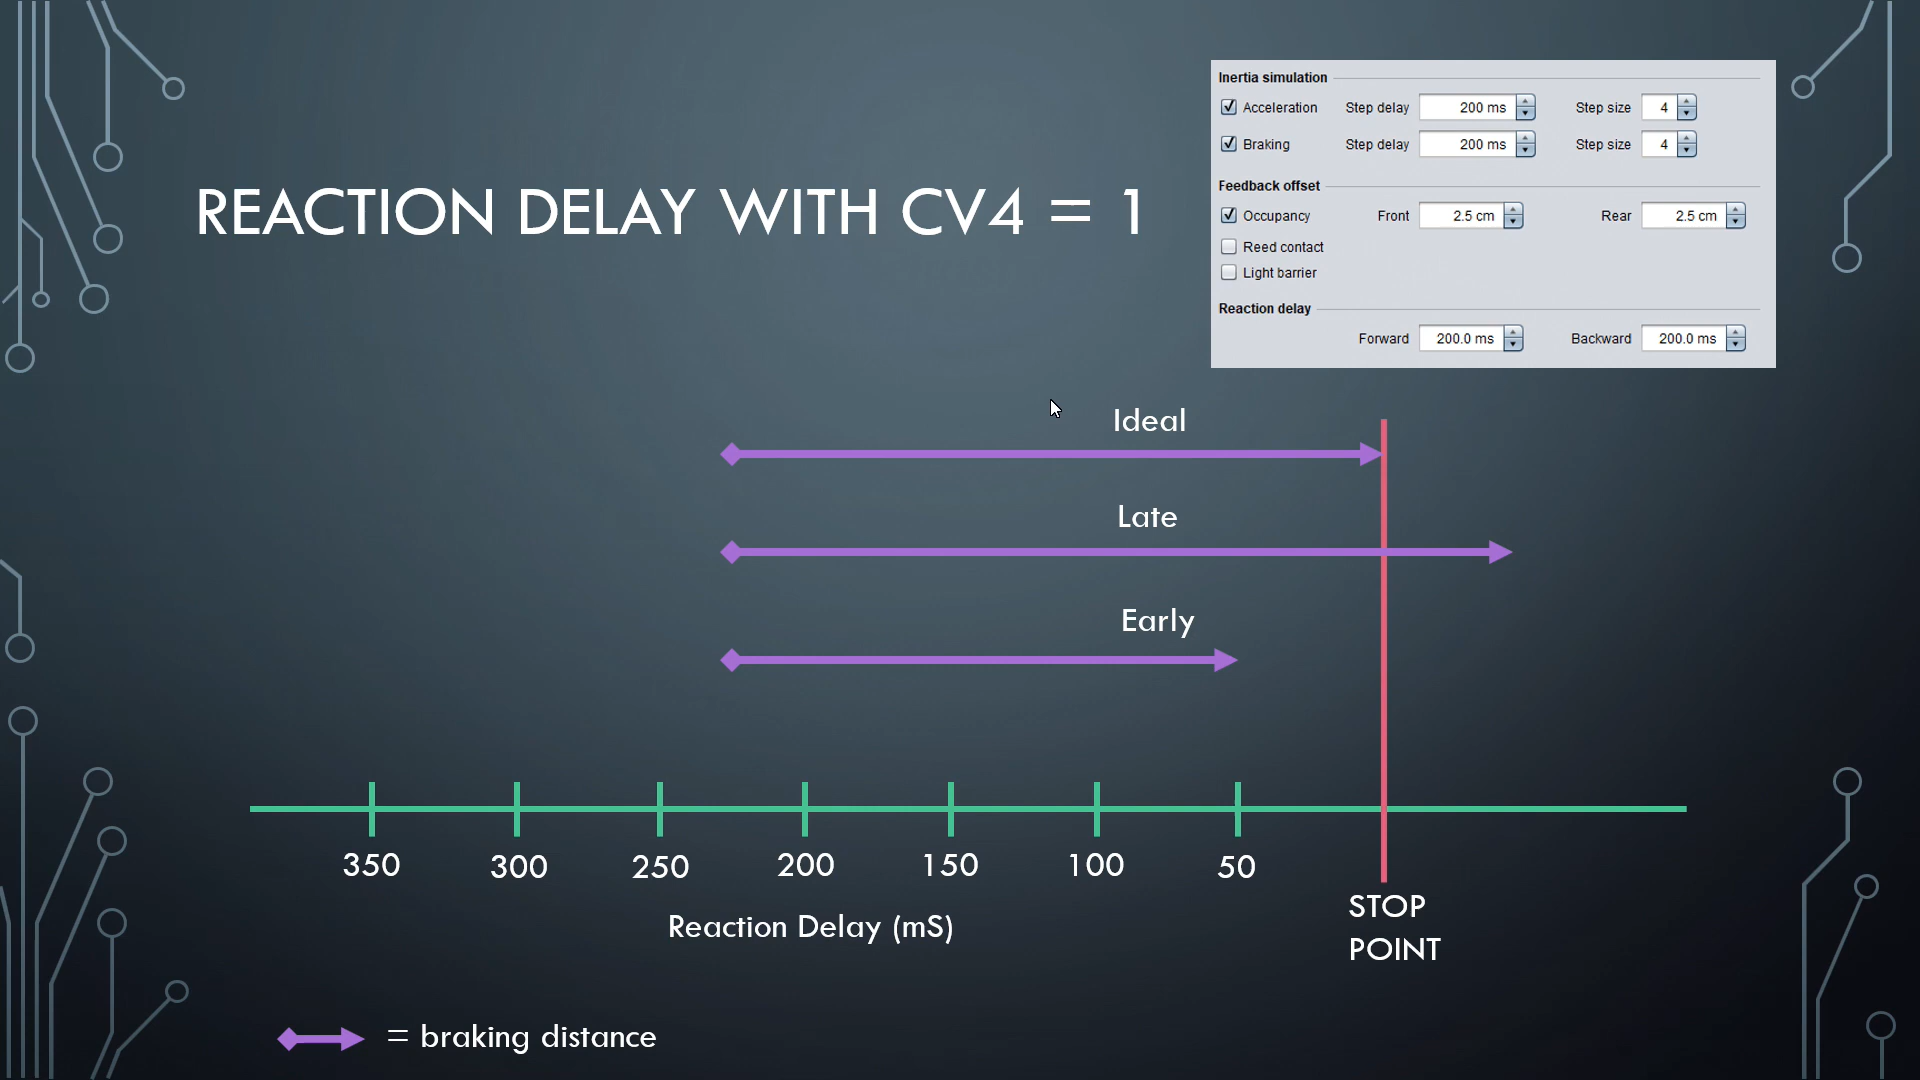 REACTION DELAY WITH CV4 = 1
Inertia simulation
Acceleration Step delay 200 ms Step size 4
Braking Step delay 200 ms Step size 4
Feedback offset
Occupancy Front 2.5 cm Rear 2.5 cm
Reed contact
Light barrier
Reaction delay
Forward 200.0 ms Backward 200.0 ms
Ideal
Late
Early
350 300 250 200 150 100 50
Reaction Delay (mS)
STOP
POINT
= braking distance